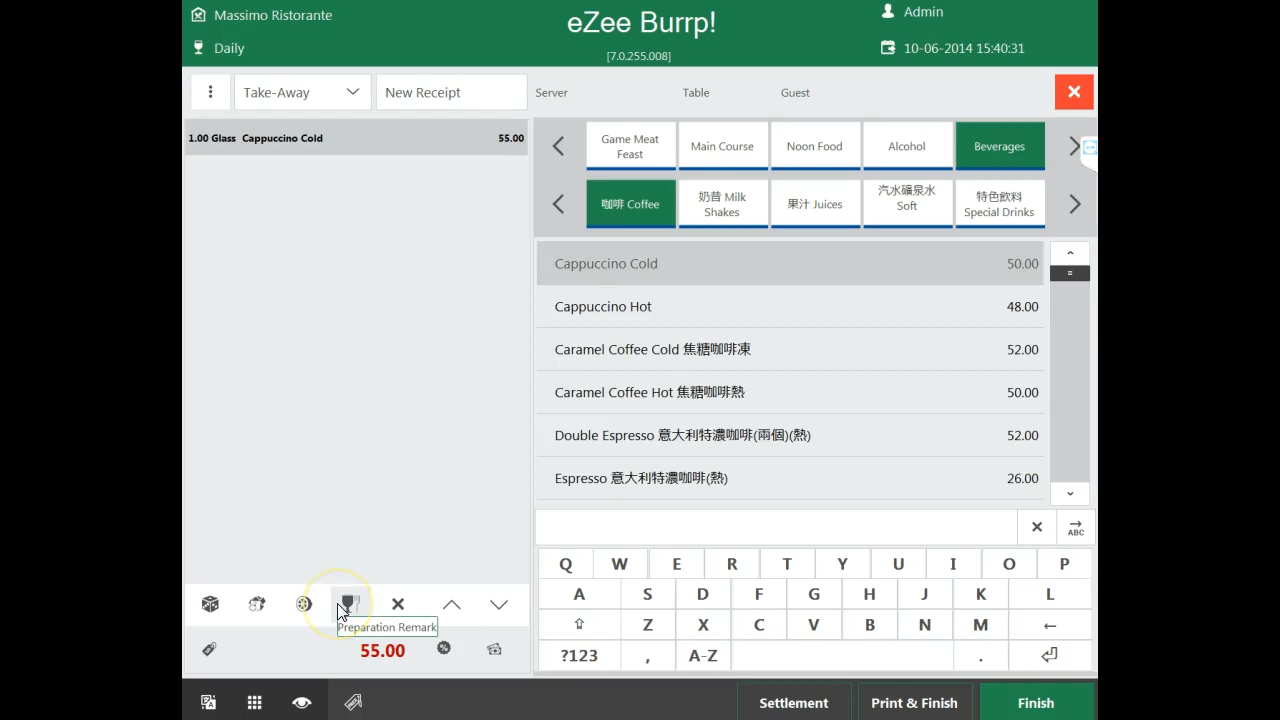 Massimo Ristorante
eZee Burrp!
Admin
Daily
[7.0.255.008]
10-06-2014 15:40:31
Take-Away
New Receipt
Server
Table
Guest
1.00 Glass Cappuccino Cold 55.00
Game Meat
Feast
Main Course
Noon Food
Alcohol
Beverages
咖啡 Coffee
奶昔 Milk
Shakes
果汁 Juices
汽水礦泉水
Soft
特色飲料
Special Drinks
Cappuccino Cold 50.00
Cappuccino Hot 48.00
Caramel Coffee Cold 焦糖咖啡凍 52.00
Caramel Coffee Hot 焦糖咖啡熱 50.00
Double Espresso 意大利特濃咖啡(兩個)(熱) 52.00
Espresso 意大利特濃咖啡(熱) 26.00
ABC
Q W E R T Y U I O P
A S D F G H J K L
Z X C V B N M
?123 , A-Z .
Preparation Remark
55.00
Settlement
Print & Finish
Finish